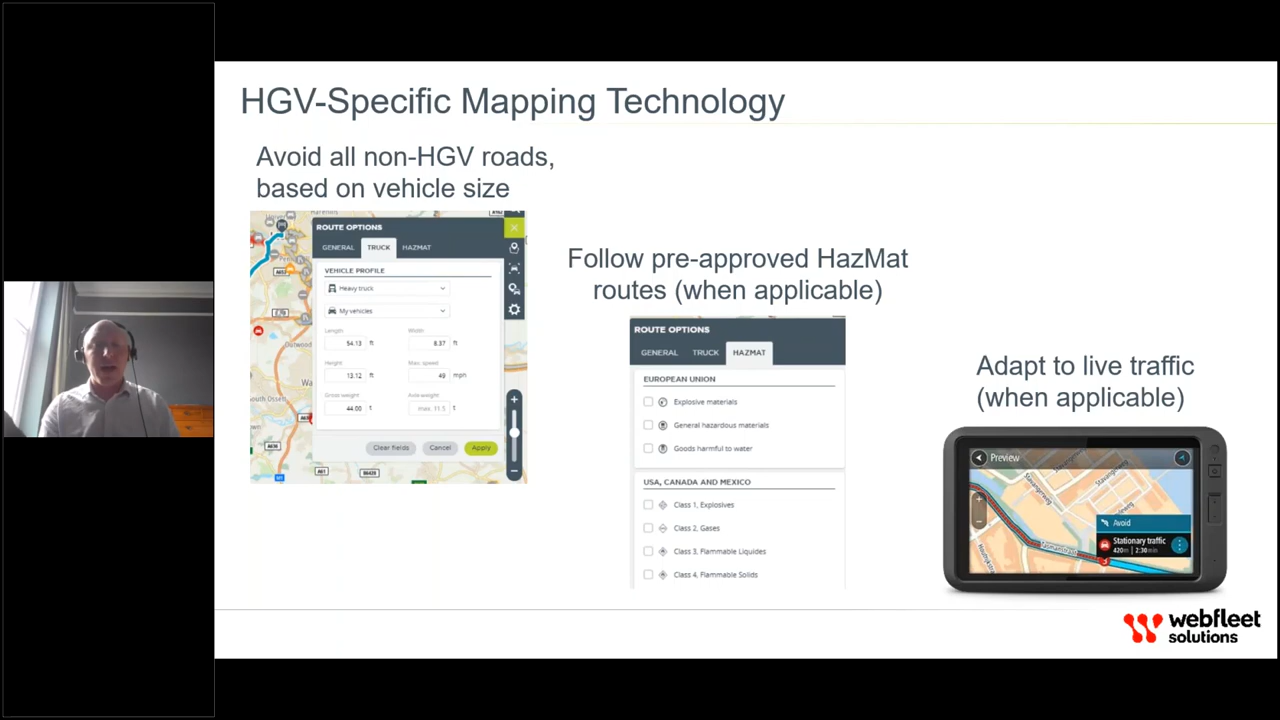 HGV-Specific Mapping Technology
Avoid all non-HGV roads,
based on vehicle size
ROUTE OPTIONS
GENERAL TRUCK HAZMAT
VEHICLE PROFILE
Heavy truck
My vehicles
Length Width
54.13 ft 8.37 ft
Height Max. speed
13.12 ft 49 mph
Gross weight Axle weight
44.00 t max. 11.5 t
Clear fields Cancel Apply
Follow pre-approved HazMat
routes (when applicable)
ROUTE OPTIONS
GENERAL TRUCK HAZMAT
EUROPEAN UNION
Explosive materials
General hazardous materials
Goods harmful to water
USA, CANADA AND MEXICO
Class 1, Explosives
Class 2, Gases
Class 3, Flammable Liquides
Class 4, Flammable Solids
Adapt to live traffic
(when applicable)
Preview
Avoid
Stationary traffic
420m | 2:30 min
webfleet
solutions